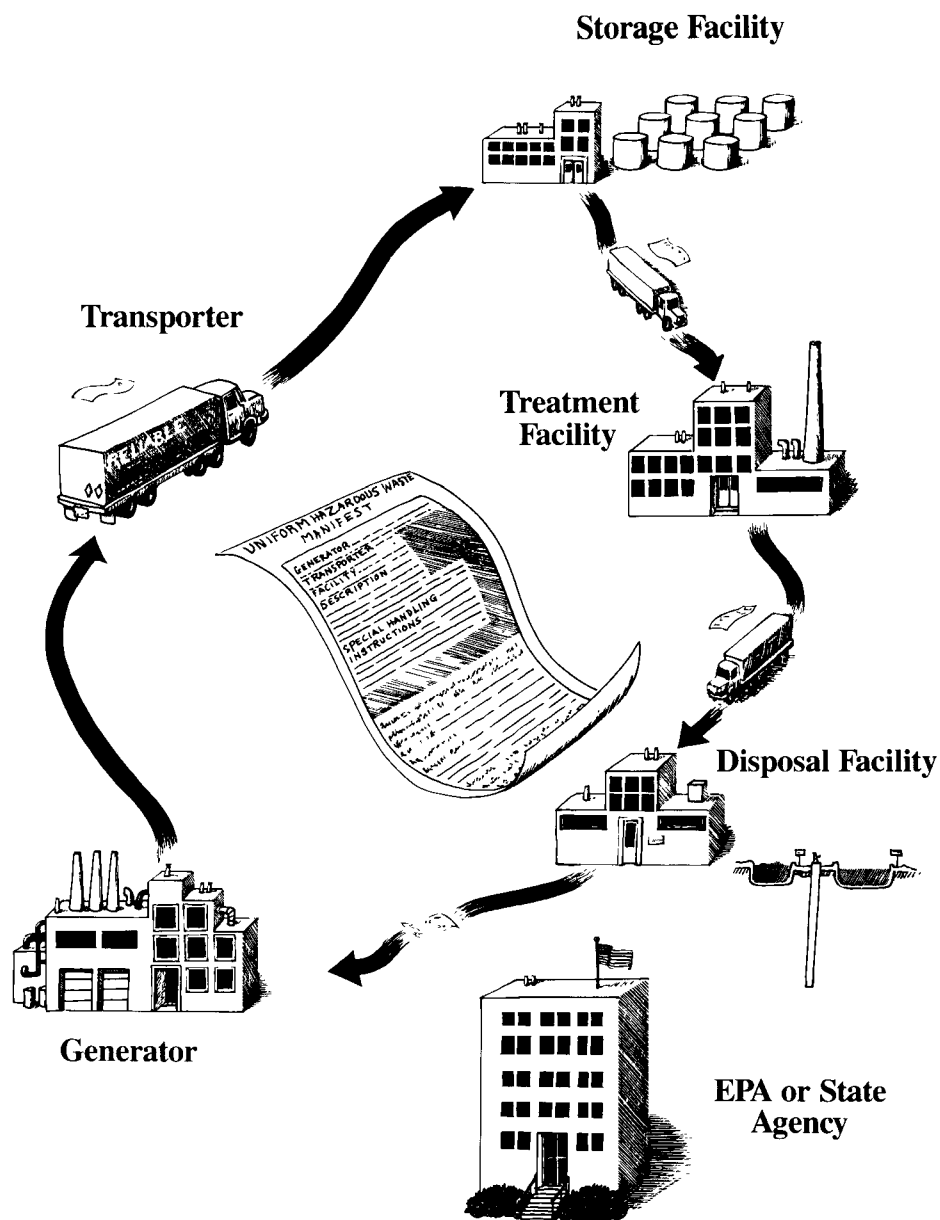 Storage Facility
Transporter
RELIABLE
Treatment
Facility
UNIFORM HAZARDOUS WASTE
MANIFEST
GENERATOR
TRANSPORTER
FACILITY
DESCRIPTION
SPECIAL HANDLING
INSTRUCTIONS
Disposal Facility
Generator
EPA or State
Agency